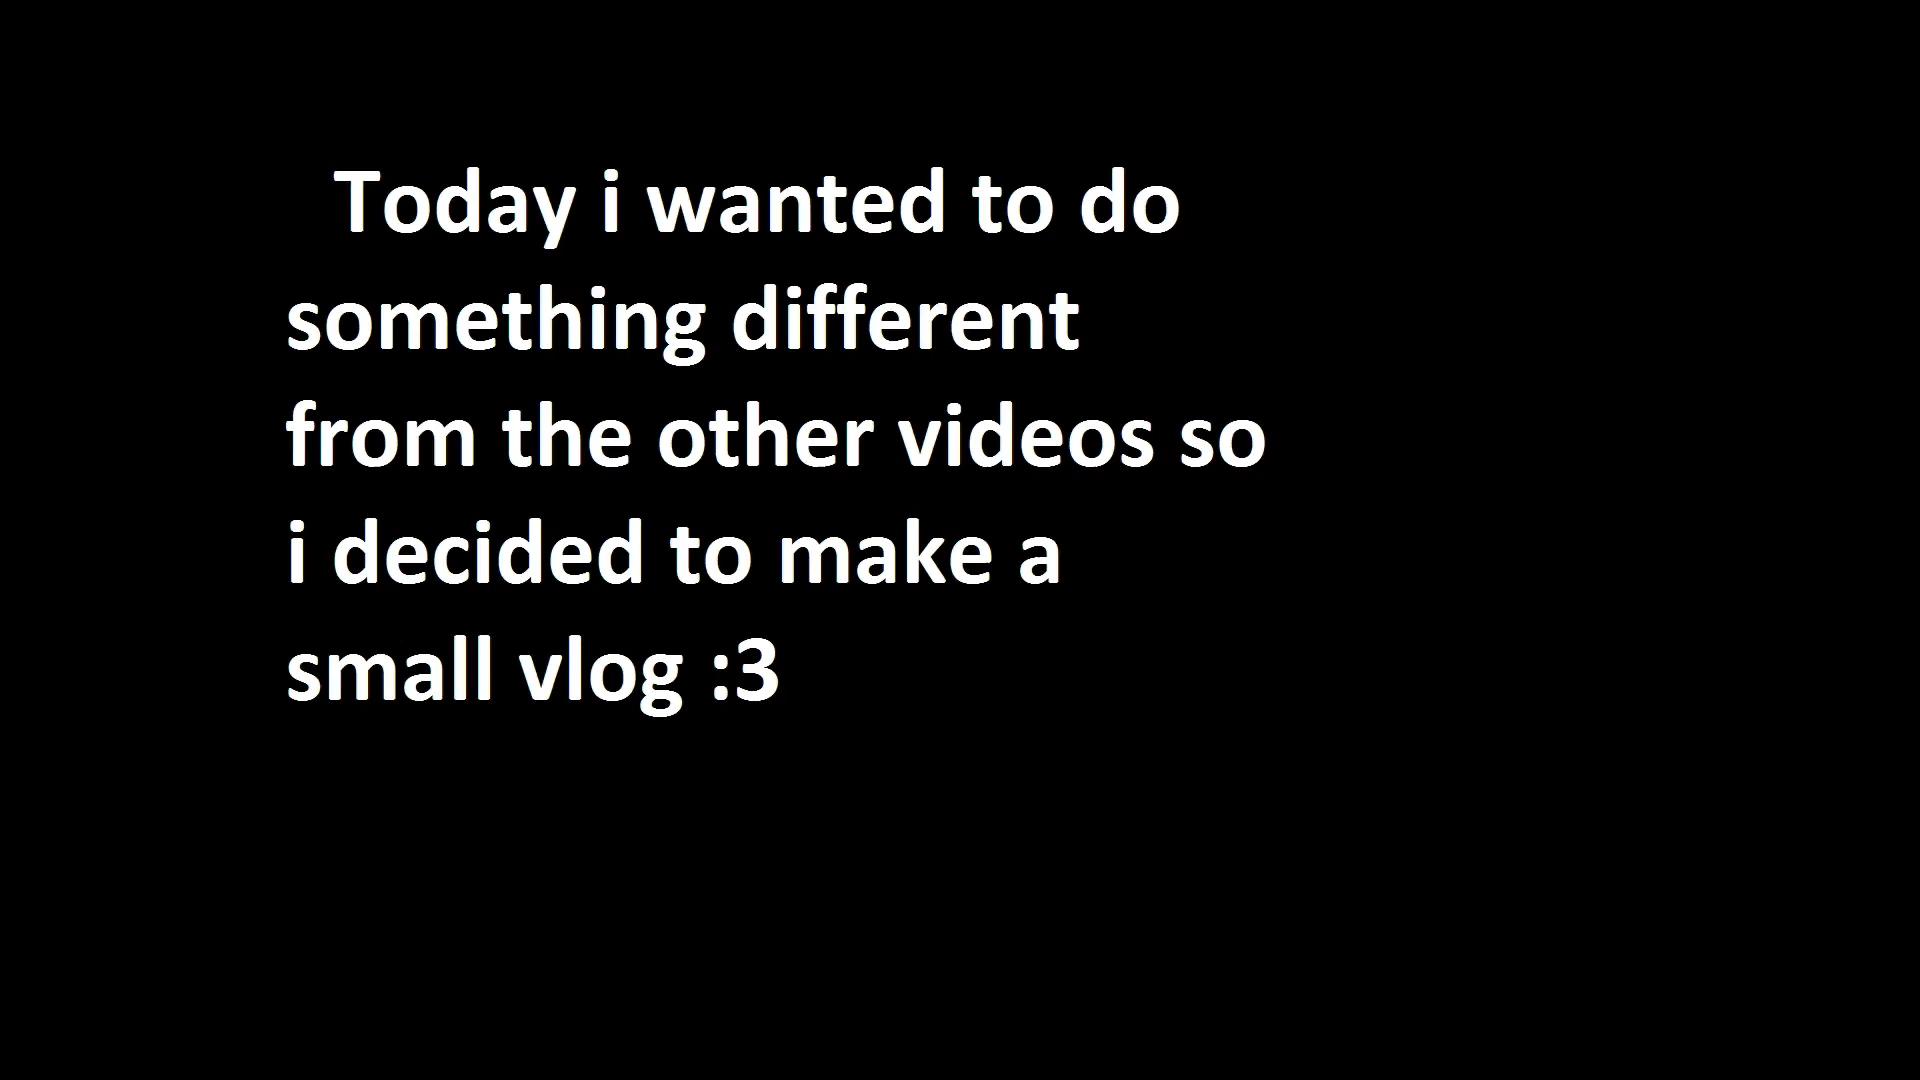 Today i wanted to do
something different
from the other videos so
i decided to make a
small vlog :3